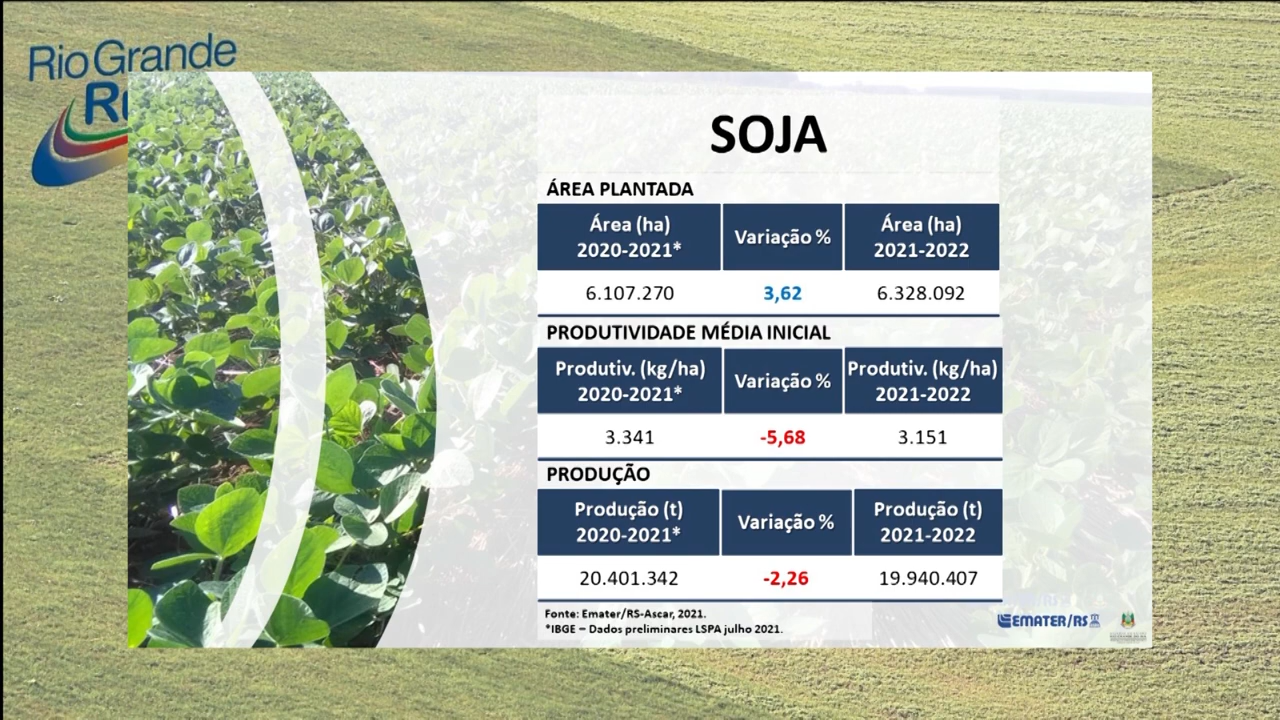 Rio Grande
SOJA
ÁREA PLANTADA
Área (ha)
2020-2021*
Variação %
Área (ha)
2021-2022
6.107.270
3,62
6.328.092
PRODUTIVIDADE MÉDIA INICIAL
Produtiv. (kg/ha)
2020-2021*
Variação %
Produtiv. (kg/ha)
2021-2022
3.341
-5,68
3.151
PRODUÇÃO
Produção (t)
2020-2021*
Variação %
Produção (t)
2021-2022
20.401.342
-2,26
19.940.407
Fonte: Emater/RS-Ascar, 2021.
*IBGE – Dados preliminares LSPA julho 2021.
EMATER/RS